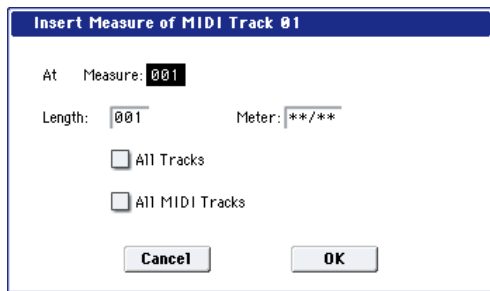 Insert Measure of MIDI Track 01
At Measure: 001
Length: 001 Meter: **/**
All Tracks
All MIDI Tracks
Cancel OK